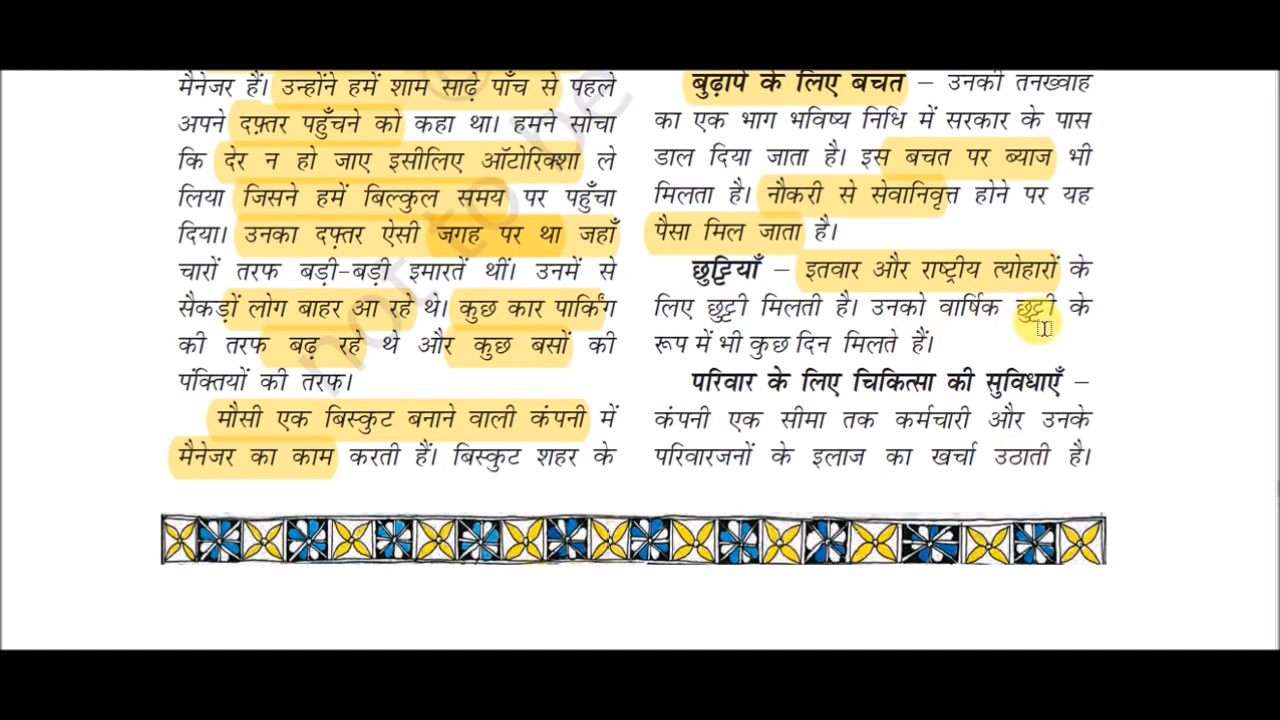 मैनेजर हैं। उन्होंने हमें शाम साढ़े पाँच से पहले
अपने दफ़्तर पहुँचने को कहा था। हमने सोचा
कि देर न हो जाए इसीलिए ऑटोरिक्शा ले
लिया जिसने हमें बिल्कुल समय पर पहुँचा
दिया। उनका दफ़्तर ऐसी जगह पर था जहाँ
चारों तरफ बड़ी-बड़ी इमारतें थीं। उनमें से
सैकड़ों लोग बाहर आ रहे थे। कुछ कार पार्किंग
की तरफ बढ़ रहे थे और कुछ बसों की
पंक्तियों की तरफ।
मौसी एक बिस्कुट बनाने वाली कंपनी में
मैनेजर का काम करती हैं। बिस्कुट शहर के
बुढ़ापे के लिए बचत – उनकी तनख्वाह
का एक भाग भविष्य निधि में सरकार के पास
डाल दिया जाता है। इस बचत पर ब्याज भी
मिलता है। नौकरी से सेवानिवृत्त होने पर यह
पैसा मिल जाता है।
छुट्टियाँ – इतवार और राष्ट्रीय त्योहारों के
लिए छुट्टी मिलती है। उनको वार्षिक छुट्टी के
रूप में भी कुछ दिन मिलते हैं।
परिवार के लिए चिकित्सा की सुविधाएँ –
कंपनी एक सीमा तक कर्मचारी और उनके
परिवारजनों के इलाज का खर्चा उठाती है।
not to be